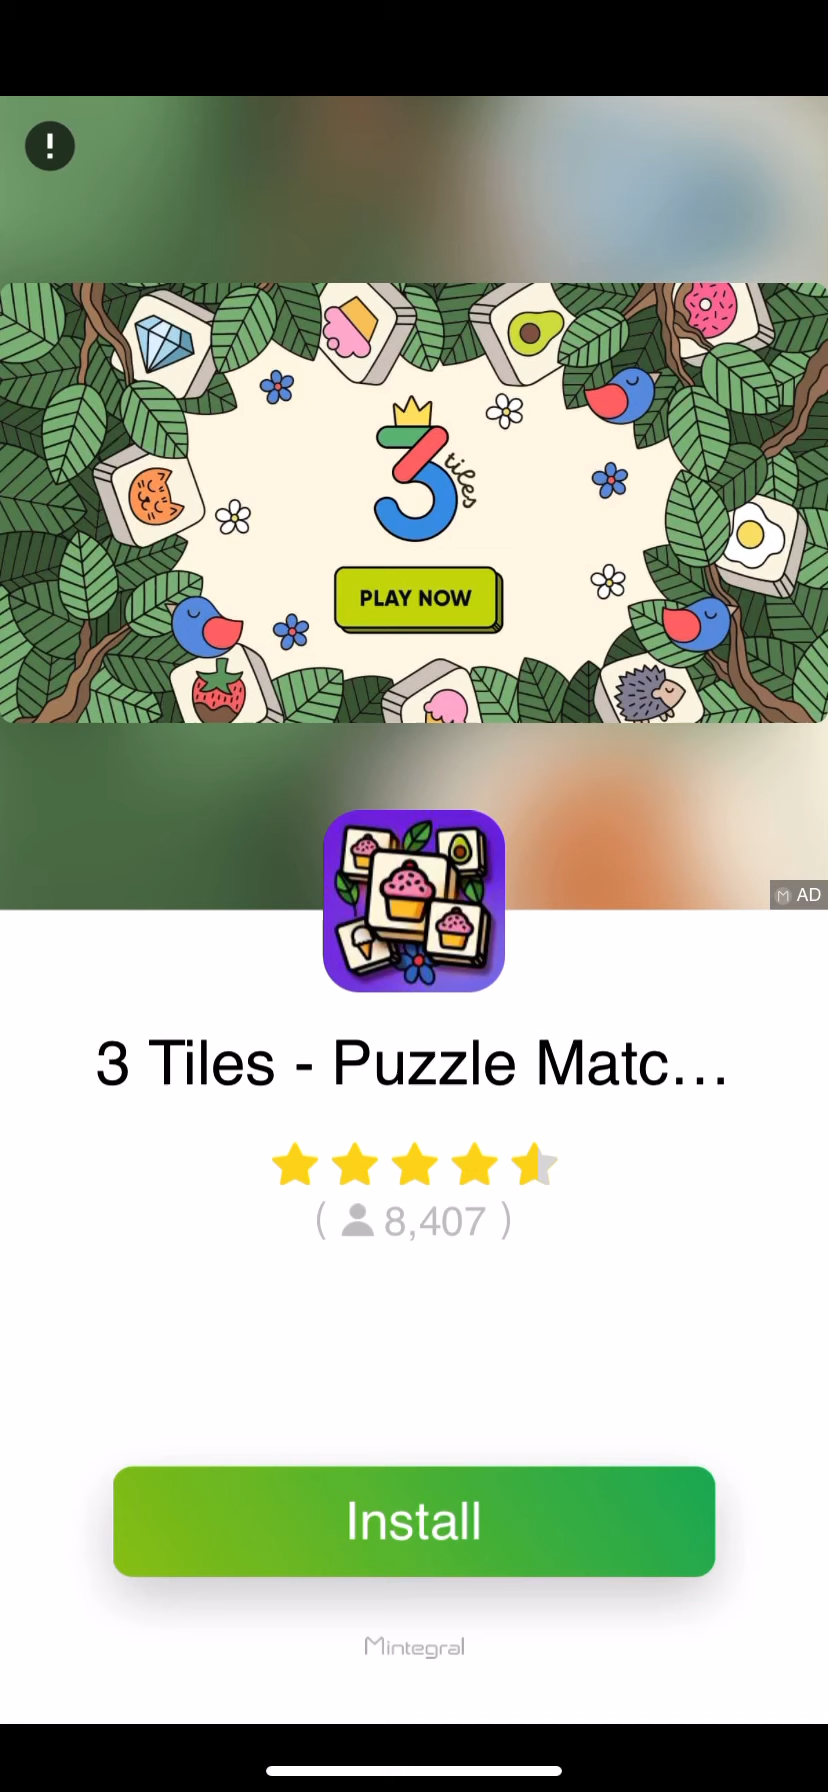 !
3
tiles
PLAY NOW
AD
3 Tiles - Puzzle Matc...
( 8,407 )
Install
Mintegral